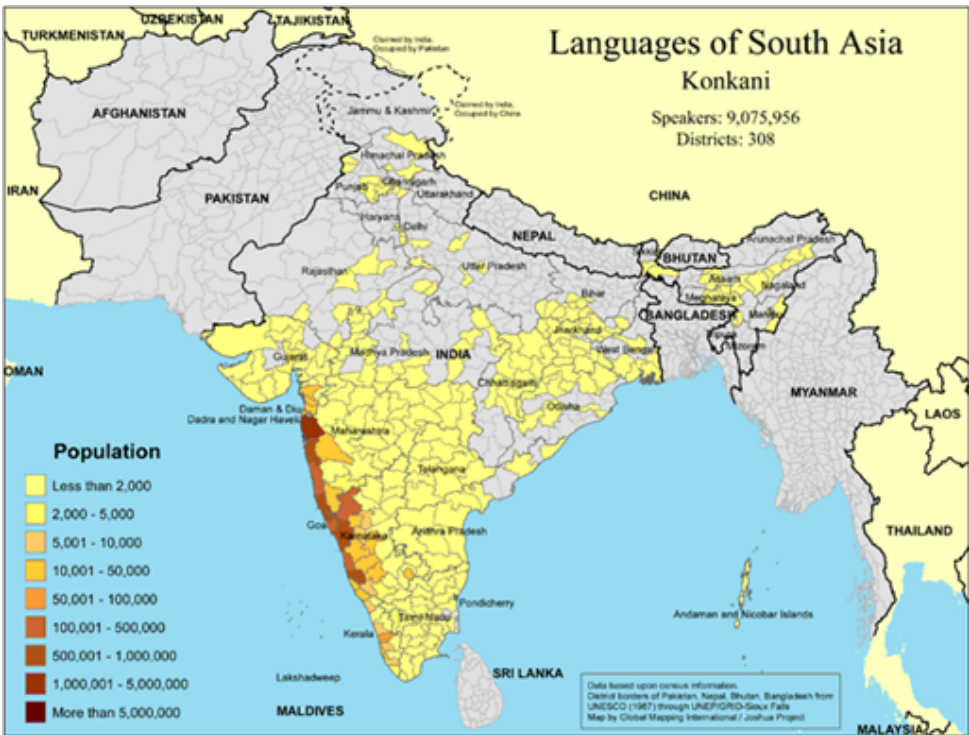 Languages of South Asia
Konkani
Speakers: 9,075,956
Districts: 308
UZBEKISTAN
TAJIKISTAN
TURKMENISTAN
Claimed by India,
Occupied by Pakistan
AFGHANISTAN
Jammu & Kashmir
Claimed by India,
Occupied by China
Himachal Pradesh
IRAN
PAKISTAN
Punjab
Chandigarh
Uttarakhand
CHINA
Haryana
Delhi
NEPAL
Arunachal Pradesh
BHUTAN
Rajasthan
Uttar Pradesh
Assam
Nagaland
Bihar
Meghalaya
BANGLADESH
Jharkhand
Mizoram
Gujarat
Madhya Pradesh
INDIA
West Bengal
OMAN
Chhattisgarh
MYANMAR
Daman & Diu
Dadra and Nagar Haveli
Odisha
LAOS
Maharashtra
Telangana
Goa
Karnataka
Andhra Pradesh
THAILAND
Pondicherry
Tamil Nadu
Andaman and Nicobar Islands
Kerala
Lakshadweep
SRI LANKA
MALDIVES
MALAYSIA
Population
Less than 2,000
2,000 - 5,000
5,001 - 10,000
10,001 - 50,000
50,001 - 100,000
100,001 - 500,000
500,001 - 1,000,000
1,000,001 - 5,000,000
More than 5,000,000
Data based upon census information.
District borders of Pakistan, Nepal, Bhutan, Bangladesh from
UNESCO (1987) through UNEP/GRID-Sioux Falls
Map by Global Mapping International / Joshua Project